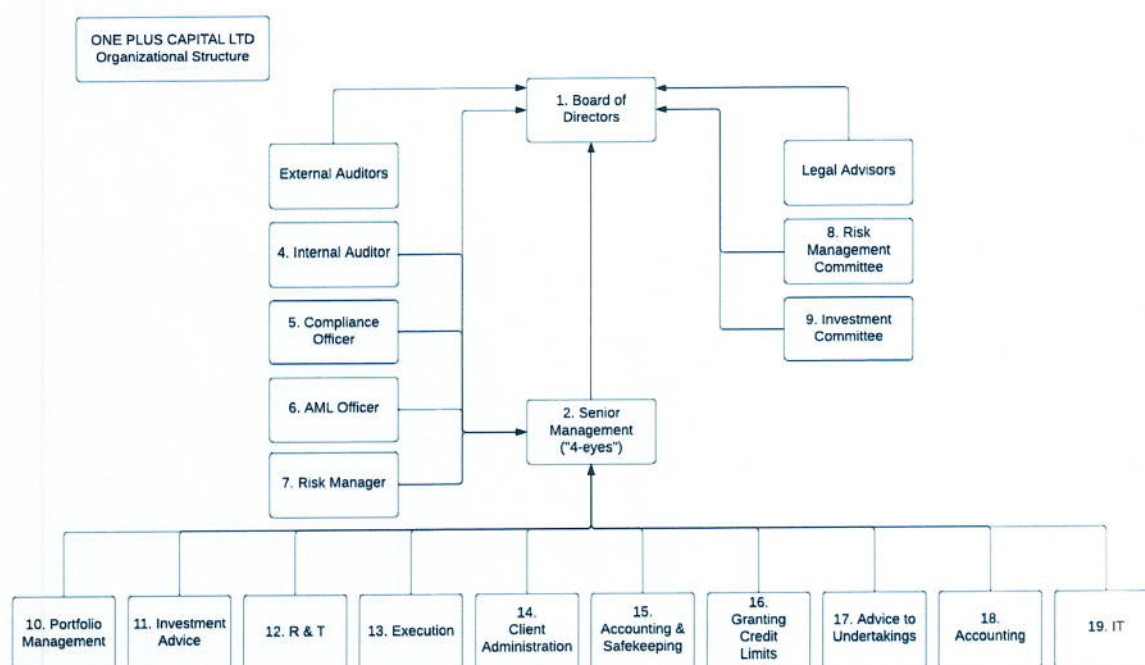 ONE PLUS CAPITAL LTD
Organizational Structure
1. Board of
Directors
External Auditors
Legal Advisors
4. Internal Auditor
8. Risk
Management
Committee
5. Compliance
Officer
9. Investment
Committee
6. AML Officer
2. Senior
Management
("4-eyes")
7. Risk Manager
10. Portfolio
Management
11. Investment
Advice
12. R & T
13. Execution
14.
Client
Administration
15.
Accounting &
Safekeeping
16.
Granting
Credit
Limits
17. Advice to
Undertakings
18.
Accounting
19. IT